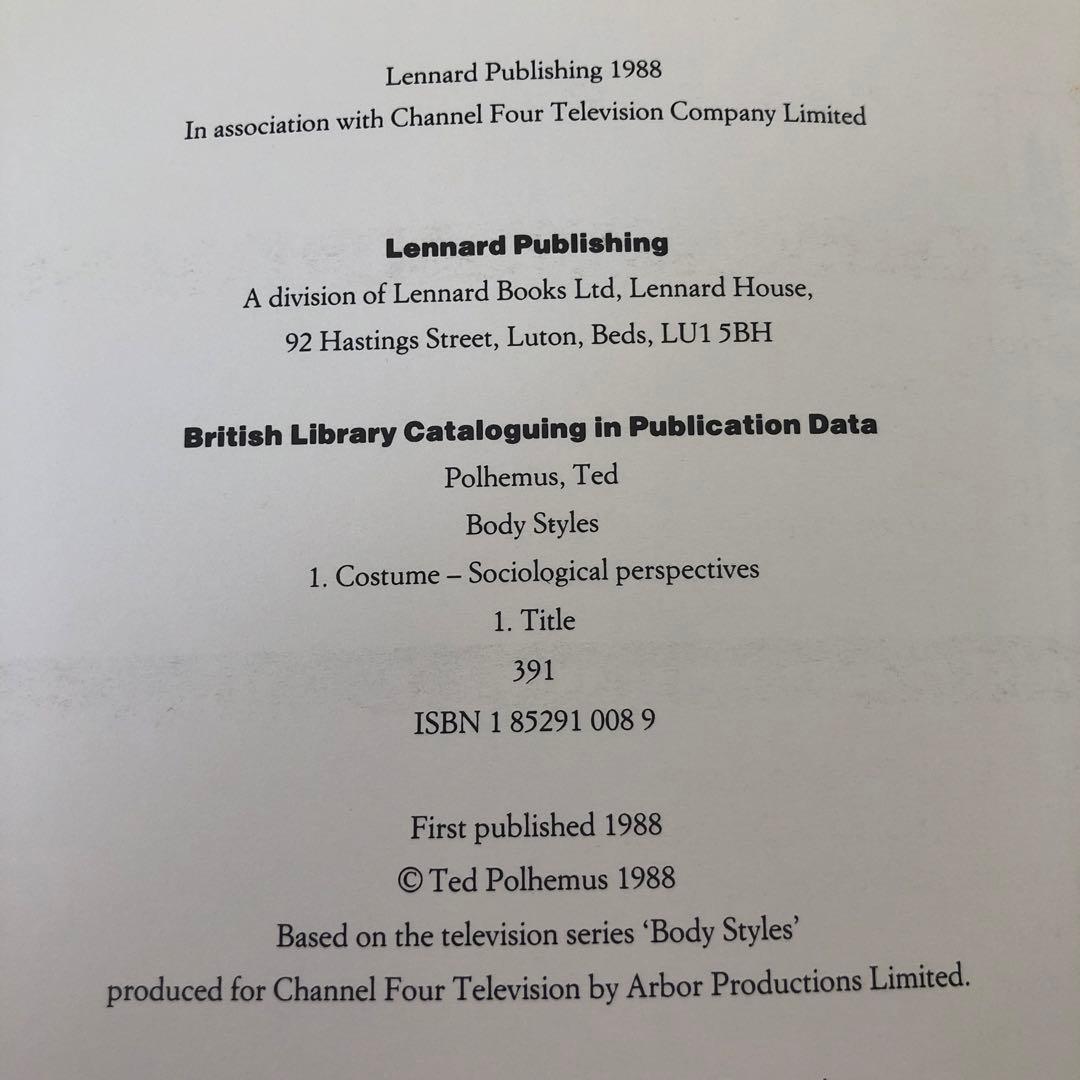 Lennard Publishing 1988
In association with Channel Four Television Company Limited
Lennard Publishing
A division of Lennard Books Ltd, Lennard House,
92 Hastings Street, Luton, Beds, LU1 5BH
British Library Cataloguing in Publication Data
Polhemus, Ted
Body Styles
1. Costume – Sociological perspectives
1. Title
391
ISBN 1 85291 008 9
First published 1988
© Ted Polhemus 1988
Based on the television series ‘Body Styles’
produced for Channel Four Television by Arbor Productions Limited.